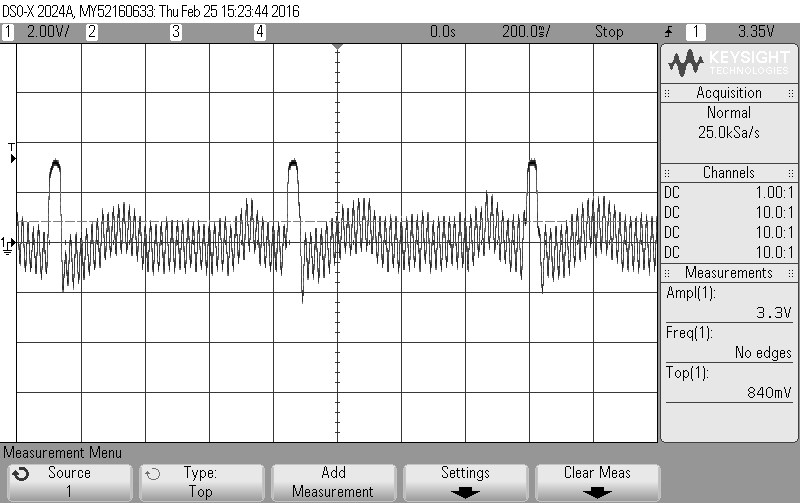 DSO-X 2024A, MY52160633: Thu Feb 25 15:23:44 2016
1 2.00V/ 2 3 4 0.0s 200.0ms/ Stop 1 3.35V
KEYSIGHT
TECHNOLOGIES
Acquisition
Normal
25.0kSa/s
Channels
DC 1.00:1
DC 10.0:1
DC 10.0:1
DC 10.0:1
Measurements
Ampl(1):
3.3V
Freq(1):
No edges
Top(1):
840mV
T
1
Measurement Menu
Source
1
Type:
Top
Add
Measurement
Settings
Clear Meas